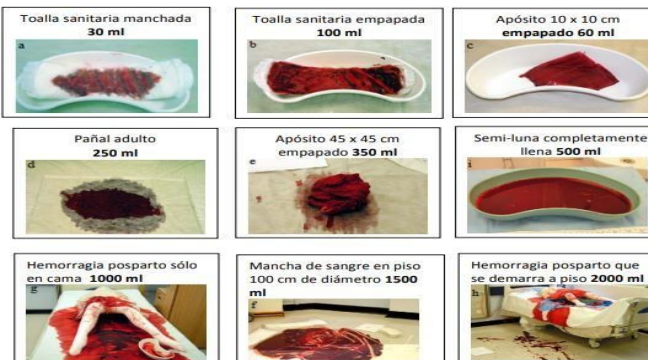 Toalla sanitaria manchada
30 ml
a
Toalla sanitaria empapada
100 ml
b
Apósito 10 x 10 cm
empapado 60 ml
c
Pañal adulto
250 ml
d
Apósito 45 x 45 cm
empapado 350 ml
e
Semi-luna completamente
llena 500 ml
i
Hemorragia posparto sólo
en cama 1000 ml
g
Mancha de sangre en piso
100 cm de diámetro 1500
ml
f
Hemorragia posparto que
se demarra a piso 2000 ml
h